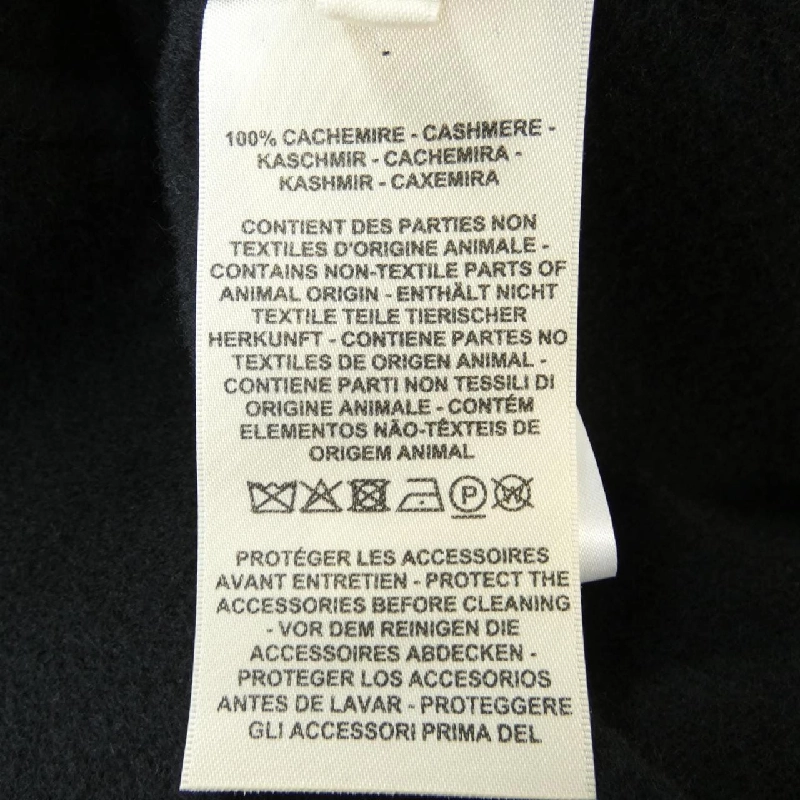 100% CACHEMIRE - CASHMERE -
KASCHMIR - CACHEMIRA -
KASHMIR - CAXEMIRA
CONTIENT DES PARTIES NON
TEXTILES D'ORIGINE ANIMALE -
CONTAINS NON-TEXTILE PARTS OF
ANIMAL ORIGIN - ENTHÄLT NICHT
TEXTILE TEILE TIERISCHER
HERKUNFT - CONTIENE PARTES NO
TEXTILES DE ORIGEN ANIMAL -
CONTIENE PARTI NON TESSILI DI
ORIGINE ANIMALE - CONTÉM
ELEMENTOS NÃO-TÊXTEIS DE
ORIGEM ANIMAL
P W
PROTÉGER LES ACCESSOIRES
AVANT ENTRETIEN - PROTECT THE
ACCESSORIES BEFORE CLEANING
- VOR DEM REINIGEN DIE
ACCESSOIRES ABDECKEN -
PROTEGER LOS ACCESORIOS
ANTES DE LAVAR - PROTEGGERE
GLI ACCESSORI PRIMA DEL